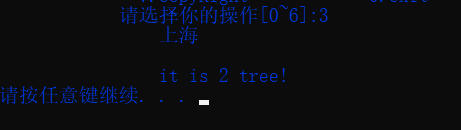 请选择你的操作[0~6]:3
上海
it is 2 tree!
请按任意键继续. . .